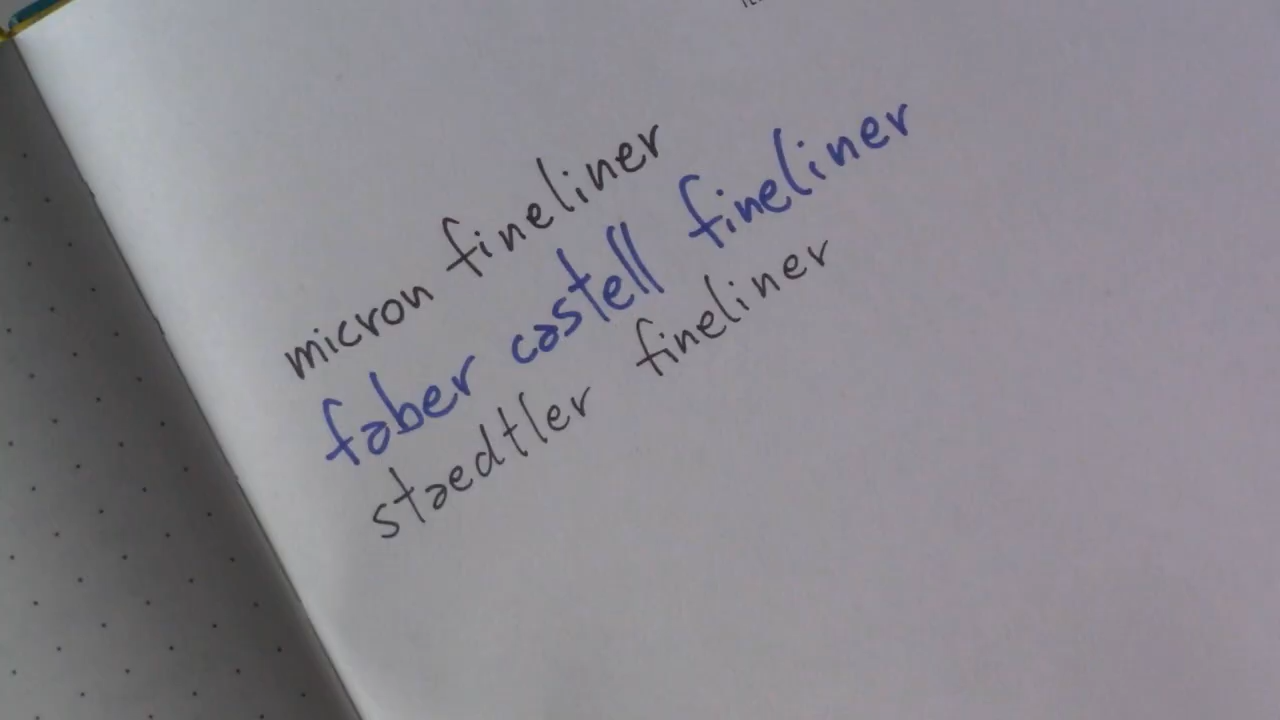 micron fineliner
faber castell fineliner
staedtler fineliner